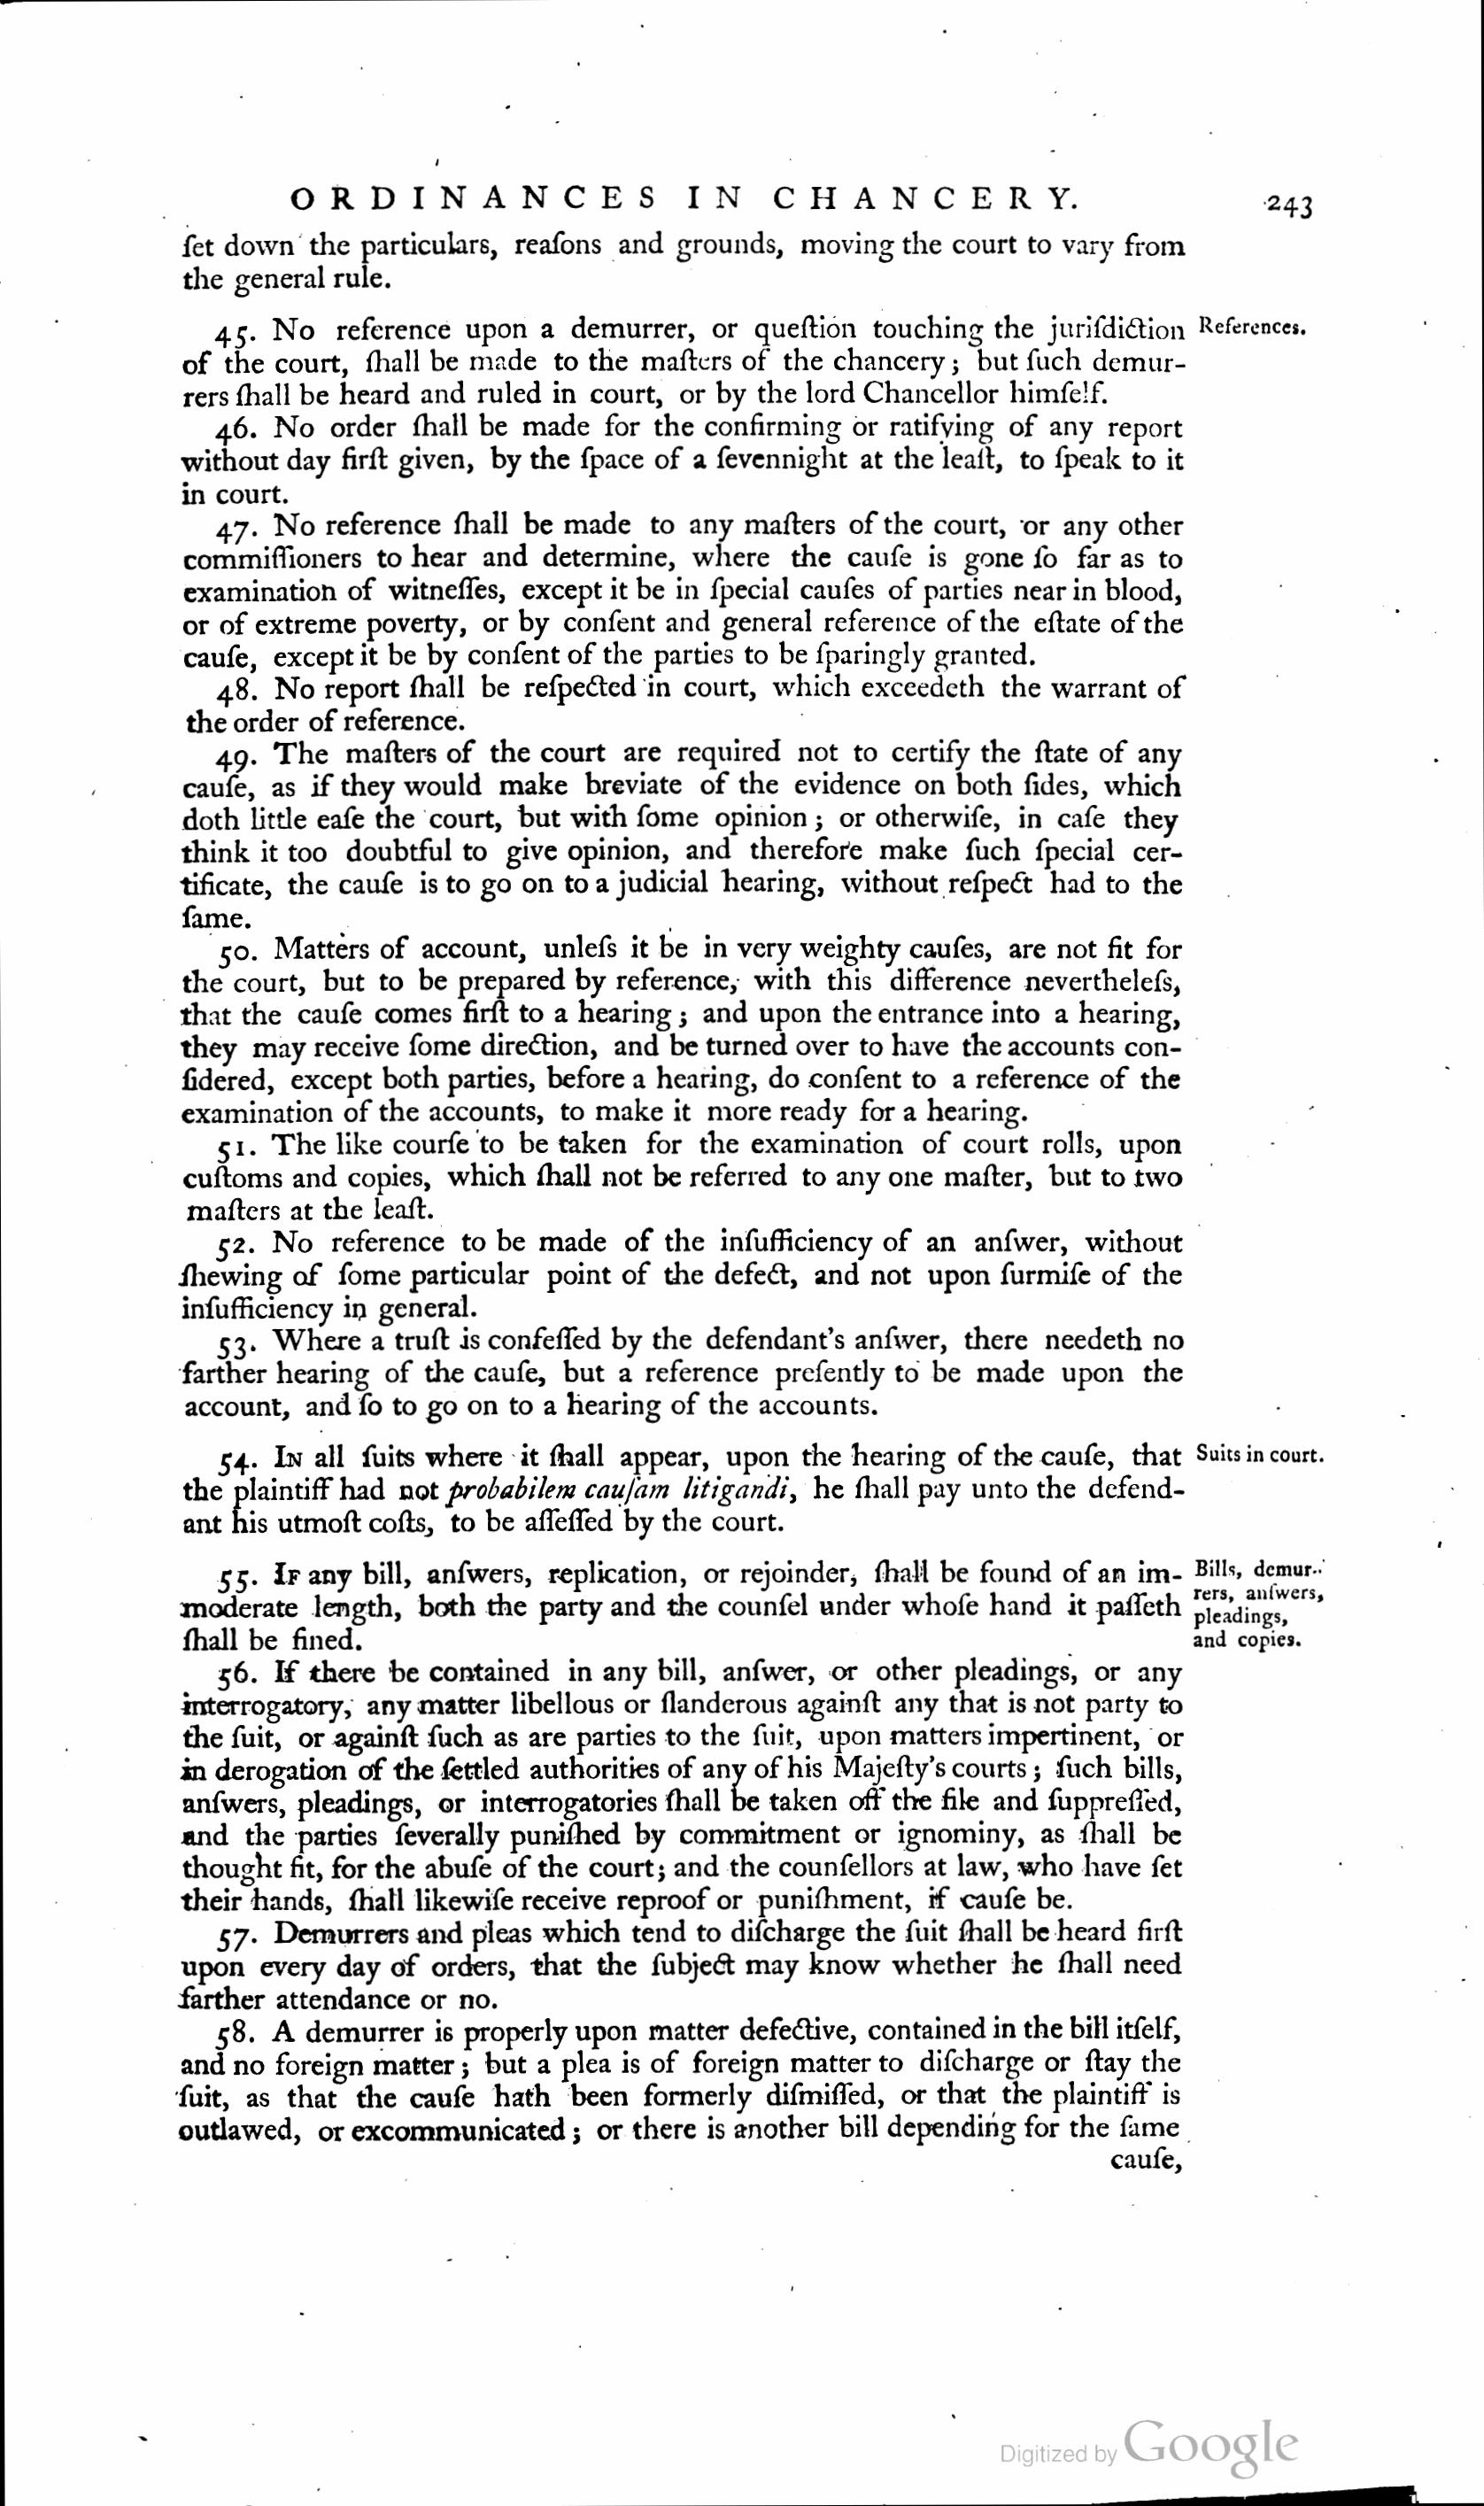 ORDINANCES IN CHANCERY. 243
ſet down the particulars, reaſons and grounds, moving the court to vary from
the general rule.
45. No reference upon a demurrer, or queſtion touching the juriſdiction References.
of the court, ſhall be made to the maſters of the chancery; but ſuch demur-
rers ſhall be heard and ruled in court, or by the lord Chancellor himſelf.
46. No order ſhall be made for the confirming or ratifying of any report
without day firſt given, by the ſpace of a ſevennight at the leaſt, to ſpeak to it
in court.
47. No reference ſhall be made to any maſters of the court, or any other
commiſſioners to hear and determine, where the cauſe is gone ſo far as to
examination of witneſſes, except it be in ſpecial cauſes of parties near in blood,
or of extreme poverty, or by conſent and general reference of the eſtate of the
cauſe, except it be by conſent of the parties to be ſparingly granted.
48. No report ſhall be reſpected in court, which exceedeth the warrant of
the order of reference.
49. The maſters of the court are required not to certify the ſtate of any
cauſe, as if they would make breviate of the evidence on both ſides, which
doth little eaſe the court, but with ſome opinion; or otherwiſe, in caſe they
think it too doubtful to give opinion, and therefore make ſuch ſpecial cer-
tificate, the cauſe is to go on to a judicial hearing, without reſpect had to the
ſame.
50. Matters of account, unleſs it be in very weighty cauſes, are not fit for
the court, but to be prepared by reference, with this difference nevertheleſs,
that the cauſe comes firſt to a hearing; and upon the entrance into a hearing,
they may receive ſome direction, and be turned over to have the accounts con-
ſidered, except both parties, before a hearing, do conſent to a reference of the
examination of the accounts, to make it more ready for a hearing.
51. The like courſe to be taken for the examination of court rolls, upon
cuſtoms and copies, which ſhall not be referred to any one maſter, but to two
maſters at the leaſt.
52. No reference to be made of the inſufficiency of an anſwer, without
ſhewing of ſome particular point of the defect, and not upon ſurmiſe of the
inſufficiency in general.
53. Where a truſt is confeſſed by the defendant's anſwer, there needeth no
farther hearing of the cauſe, but a reference preſently to be made upon the
account, and ſo to go on to a hearing of the accounts.
54. In all ſuits where it ſhall appear, upon the hearing of the cauſe, that Suits in court.
the plaintiff had not probabilem cauſam litigandi, he ſhall pay unto the defend-
ant his utmoſt coſts, to be aſſeſſed by the court.
55. If any bill, anſwers, replication, or rejoinder, ſhall be found of an im- Bills, demur-
moderate length, both the party and the counſel under whoſe hand it paſſeth rers, anſwers,
pleadings,
ſhall be fined. and copies.
56. If there be contained in any bill, anſwer, or other pleadings, or any
interrogatory, any matter libellous or ſlanderous againſt any that is not party to
the ſuit, or againſt ſuch as are parties to the ſuit, upon matters impertinent, or
in derogation of the ſettled authorities of any of his Majeſty's courts; ſuch bills,
anſwers, pleadings, or interrogatories ſhall be taken off the file and ſuppreſſed,
and the parties ſeverally puniſhed by commitment or ignominy, as ſhall be
thought fit, for the abuſe of the court; and the counſellors at law, who have ſet
their hands, ſhall likewiſe receive reproof or puniſhment, if cauſe be.
57. Demurrers and pleas which tend to diſcharge the ſuit ſhall be heard firſt
upon every day of orders, that the ſubject may know whether he ſhall need
farther attendance or no.
58. A demurrer is properly upon matter defective, contained in the bill itſelf,
and no foreign matter; but a plea is of foreign matter to diſcharge or ſtay the
ſuit, as that the cauſe hath been formerly diſmiſſed, or that the plaintiff is
outlawed, or excommunicated; or there is another bill depending for the ſame
cauſe,
Digitized by Google